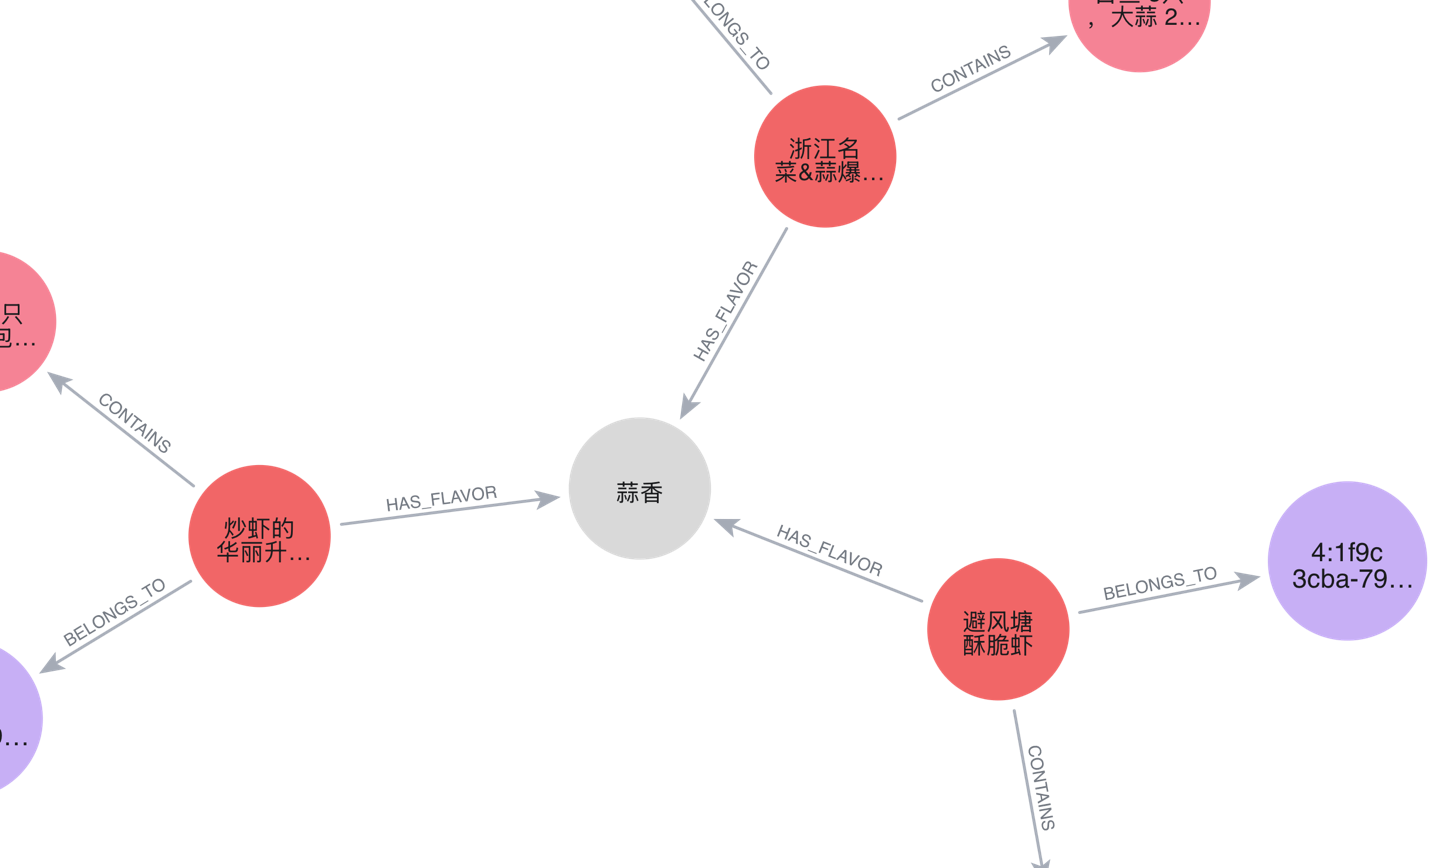 LONGS_TO
CONTAINS
，大蒜 2…
浙江名
菜&蒜爆…
HAS_FLAVOR
只
包…
CONTAINS
HAS_FLAVOR
蒜香
炒虾的
华丽升…
HAS_FLAVOR
BELONGS_TO
4:1f9c
3cba-79…
BELONGS_TO
避风塘
酥脆虾
…
CONTAINS